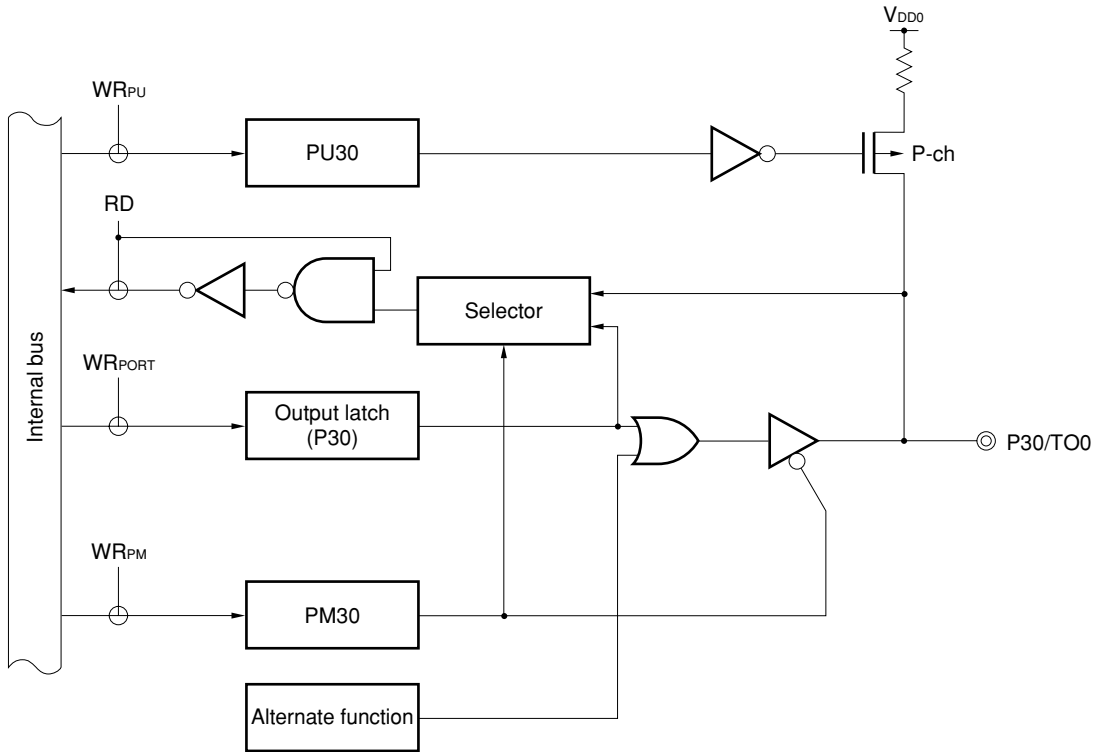 VDD0
WRPU
PU30
P-ch
RD
Selector
Internal bus
WRPORT
Output latch
(P30)
P30/TO0
WRPM
PM30
Alternate function